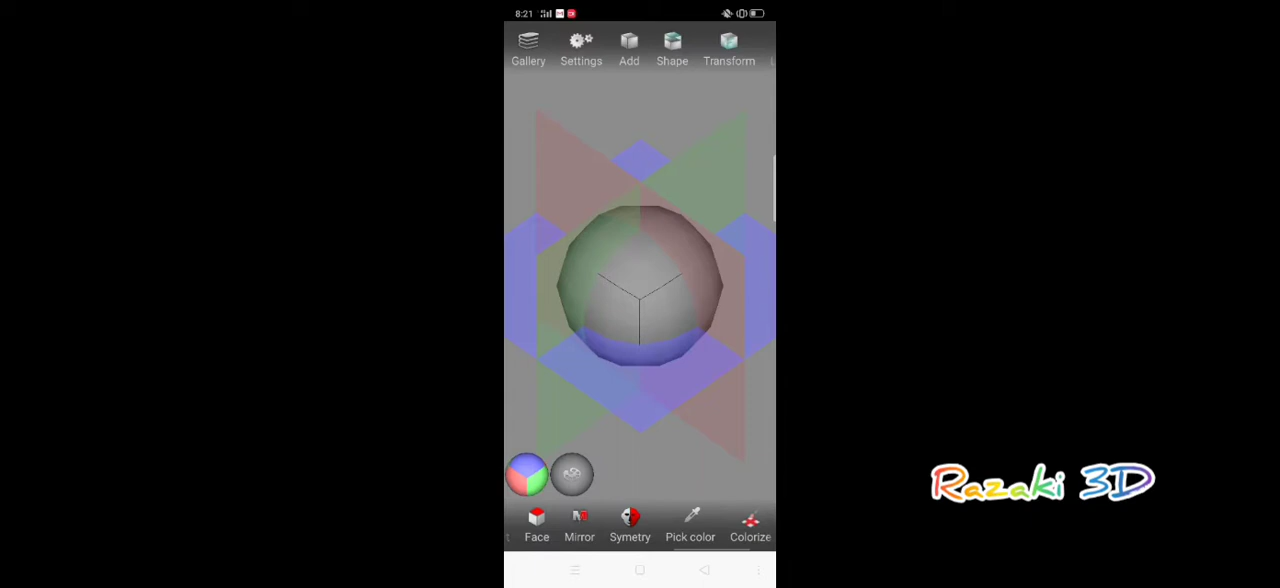 8:21
Gallery Settings Add Shape Transform
Razaki 3D
Face Mirror Symetry Pick color Colorize